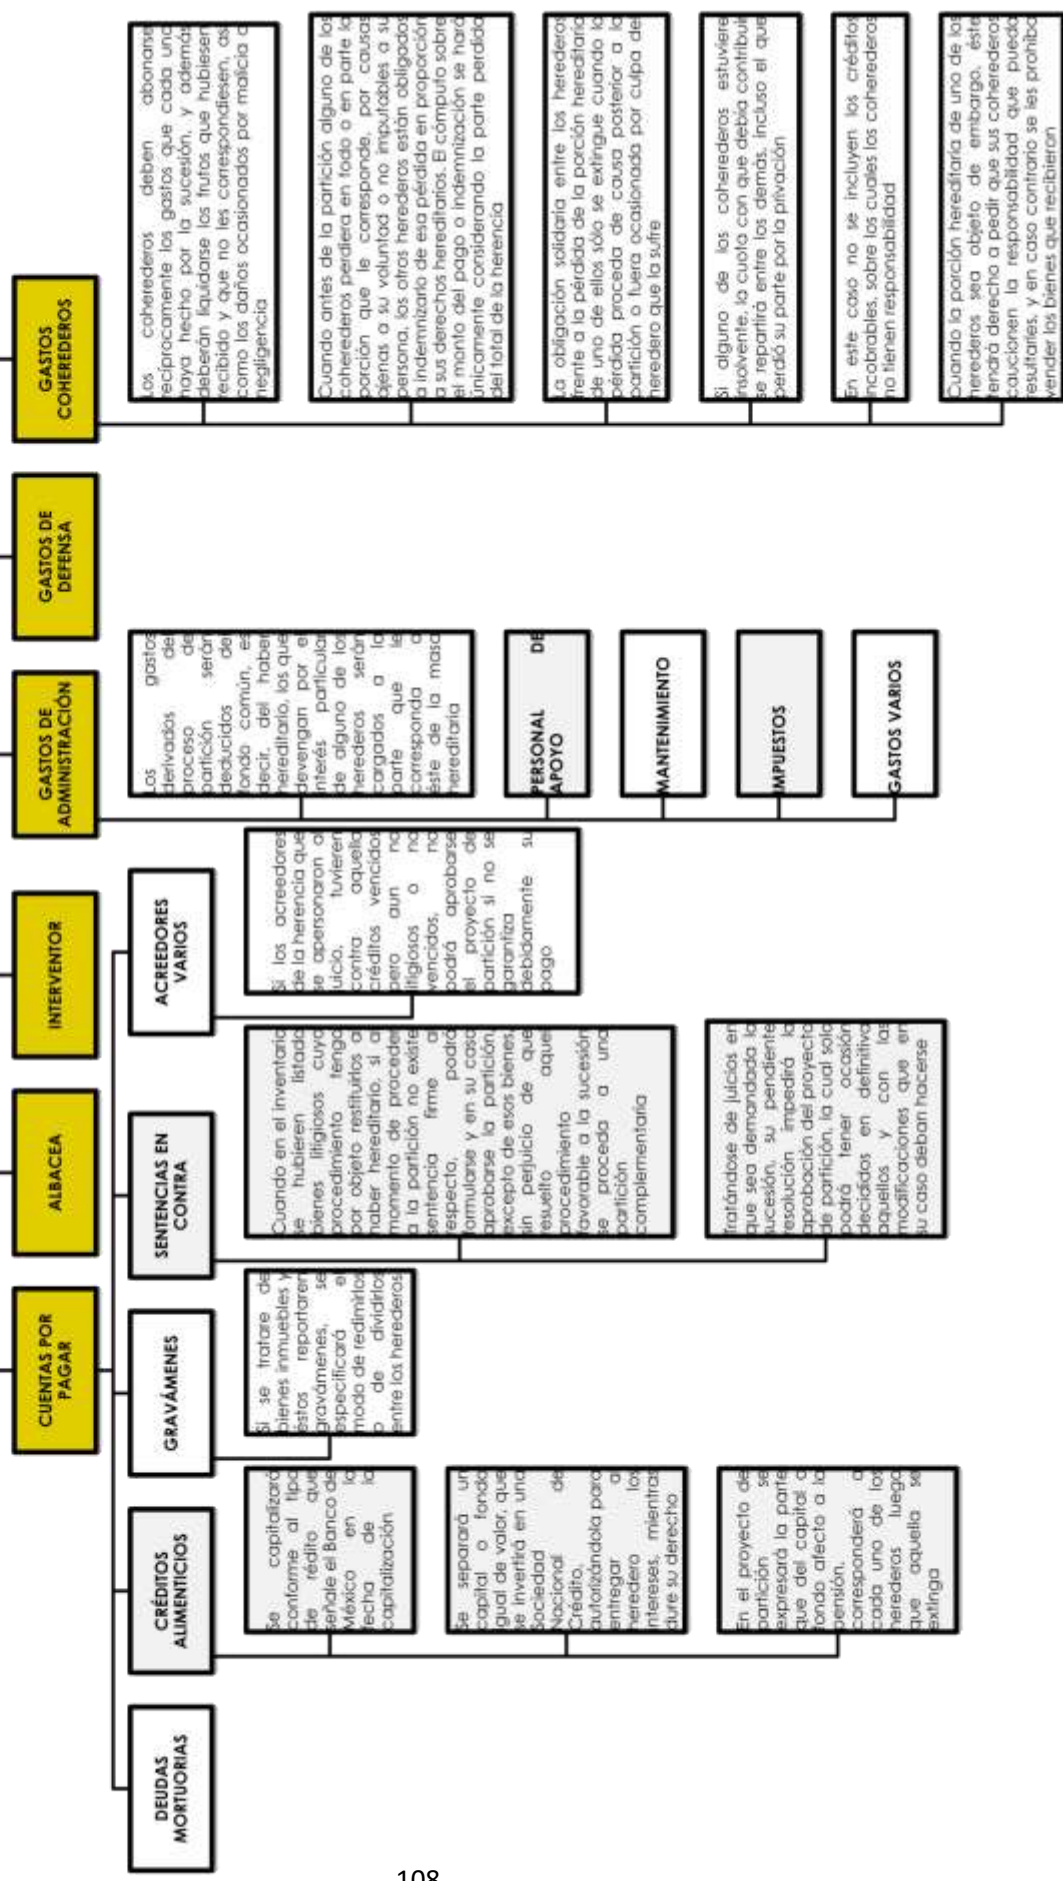 CUENTAS POR
PAGAR
ALBACEA
INTERVENTOR
GASTOS DE
ADMINISTRACIÓN
GASTOS DE
DEFENSA
GASTOS
COHEREDEROS
DEUDAS
MORTUORIAS
CRÉDITOS
ALIMENTICIOS
GRAVÁMENES
SENTENCIAS EN
CONTRA
ACREEDORES
VARIOS
Se capitalizará
conforme al tipo
de rédito que
señale el Banco de
México en la
fecha de la
capitalización
Se separará un
capital o fondo
igual de valor, que
se invertirá en una
Sociedad
Nacional de
Crédito,
autorizándola para
entregar al
heredero los
intereses, mientras
dure su derecho
En el proyecto de
partición se
expresará la parte
que del capital o
fondo afecto a la
pensión,
corresponderá a
cada uno de los
herederos luego
que aquella se
extinga
Si se tratare de
bienes inmuebles y
éstos reportaren
gravámenes, se
especificará el
modo de redimirlos
o de dividirlos
entre los herederos
Cuando en el inventario
se hubieren listado
bienes litigiosos cuyo
procedimiento tenga
por objeto restituirlos al
haber hereditario, si al
momento de proceder
a la partición no existe
sentencia firme al
respecto, podrá
formularse y en su caso
aprobarse la partición,
excepto de esos bienes,
sin perjuicio de que
resuelto aquel
procedimiento
favorable a la sucesión
se proceda a una
partición
complementaria
Tratándose de juicios en
que sea demandada la
sucesión, su pendiente
resolución impedirá la
aprobación del proyecto
de partición, la cual solo
podrá tener ocasión
decididos en definitiva
aquellos y con las
modificaciones que en
su caso deban hacerse
Si los acreedores
de la herencia que
se apersonaron al
juicio, tuvieren
contra aquella
créditos vencidos
pero aun no
litigiosos o no
vencidos, no
podrá aprobarse
el proyecto de
partición si no se
garantiza
debidamente su
pago
Los gastos
derivados del
proceso de
partición serán
deducidos del
fondo común, es
decir, del haber
hereditario, los que
devengan por el
interés particular
de alguno de los
herederos serán
cargados a la
parte que le
corresponda a
éste de la masa
hereditaria
PERSONAL DE
APOYO
MANTENIMIENTO
IMPUESTOS
GASTOS VARIOS
Los coherederos deben abonarse
recíprocamente los gastos que cada uno
haya hecho por la sucesión, y además
deberán liquidarse los frutos que hubiesen
recibido y que no les correspondiesen, así
como los daños ocasionados por malicia o
negligencia
Cuando antes de la partición alguno de los
coherederos perdiera en todo o en parte la
porción que le corresponde, por causas
ajenas a su voluntad o no imputables a su
persona, los otros herederos están obligados
a indemnizarlo de esa pérdida en proporción
a sus derechos hereditarios. El cómputo sobre
el monto del pago o indemnización se hará
únicamente considerando la parte perdida
del total de la herencia
La obligación solidaria entre los herederos
frente a la pérdida de la porción hereditaria
de uno de ellos sólo se extingue cuando la
pérdida proceda de causa posterior a la
partición o fuera ocasionada por culpa del
heredero que la sufre
Si alguno de los coherederos estuviere
insolvente, la cuota con que debía contribuir
se repartirá entre los demás, incluso el que
perdió su parte por la privación
En este caso no se incluyen los créditos
incobrables, sobre los cuales los coherederos
no tienen responsabilidad
Cuando la porción hereditaria de uno de los
herederos sea objeto de embargo, éste
tendrá derecho a pedir que sus coherederos
caucionen la responsabilidad que pueda
resultarles, y en caso contrario se les prohíba
vender los bienes que recibieron
108